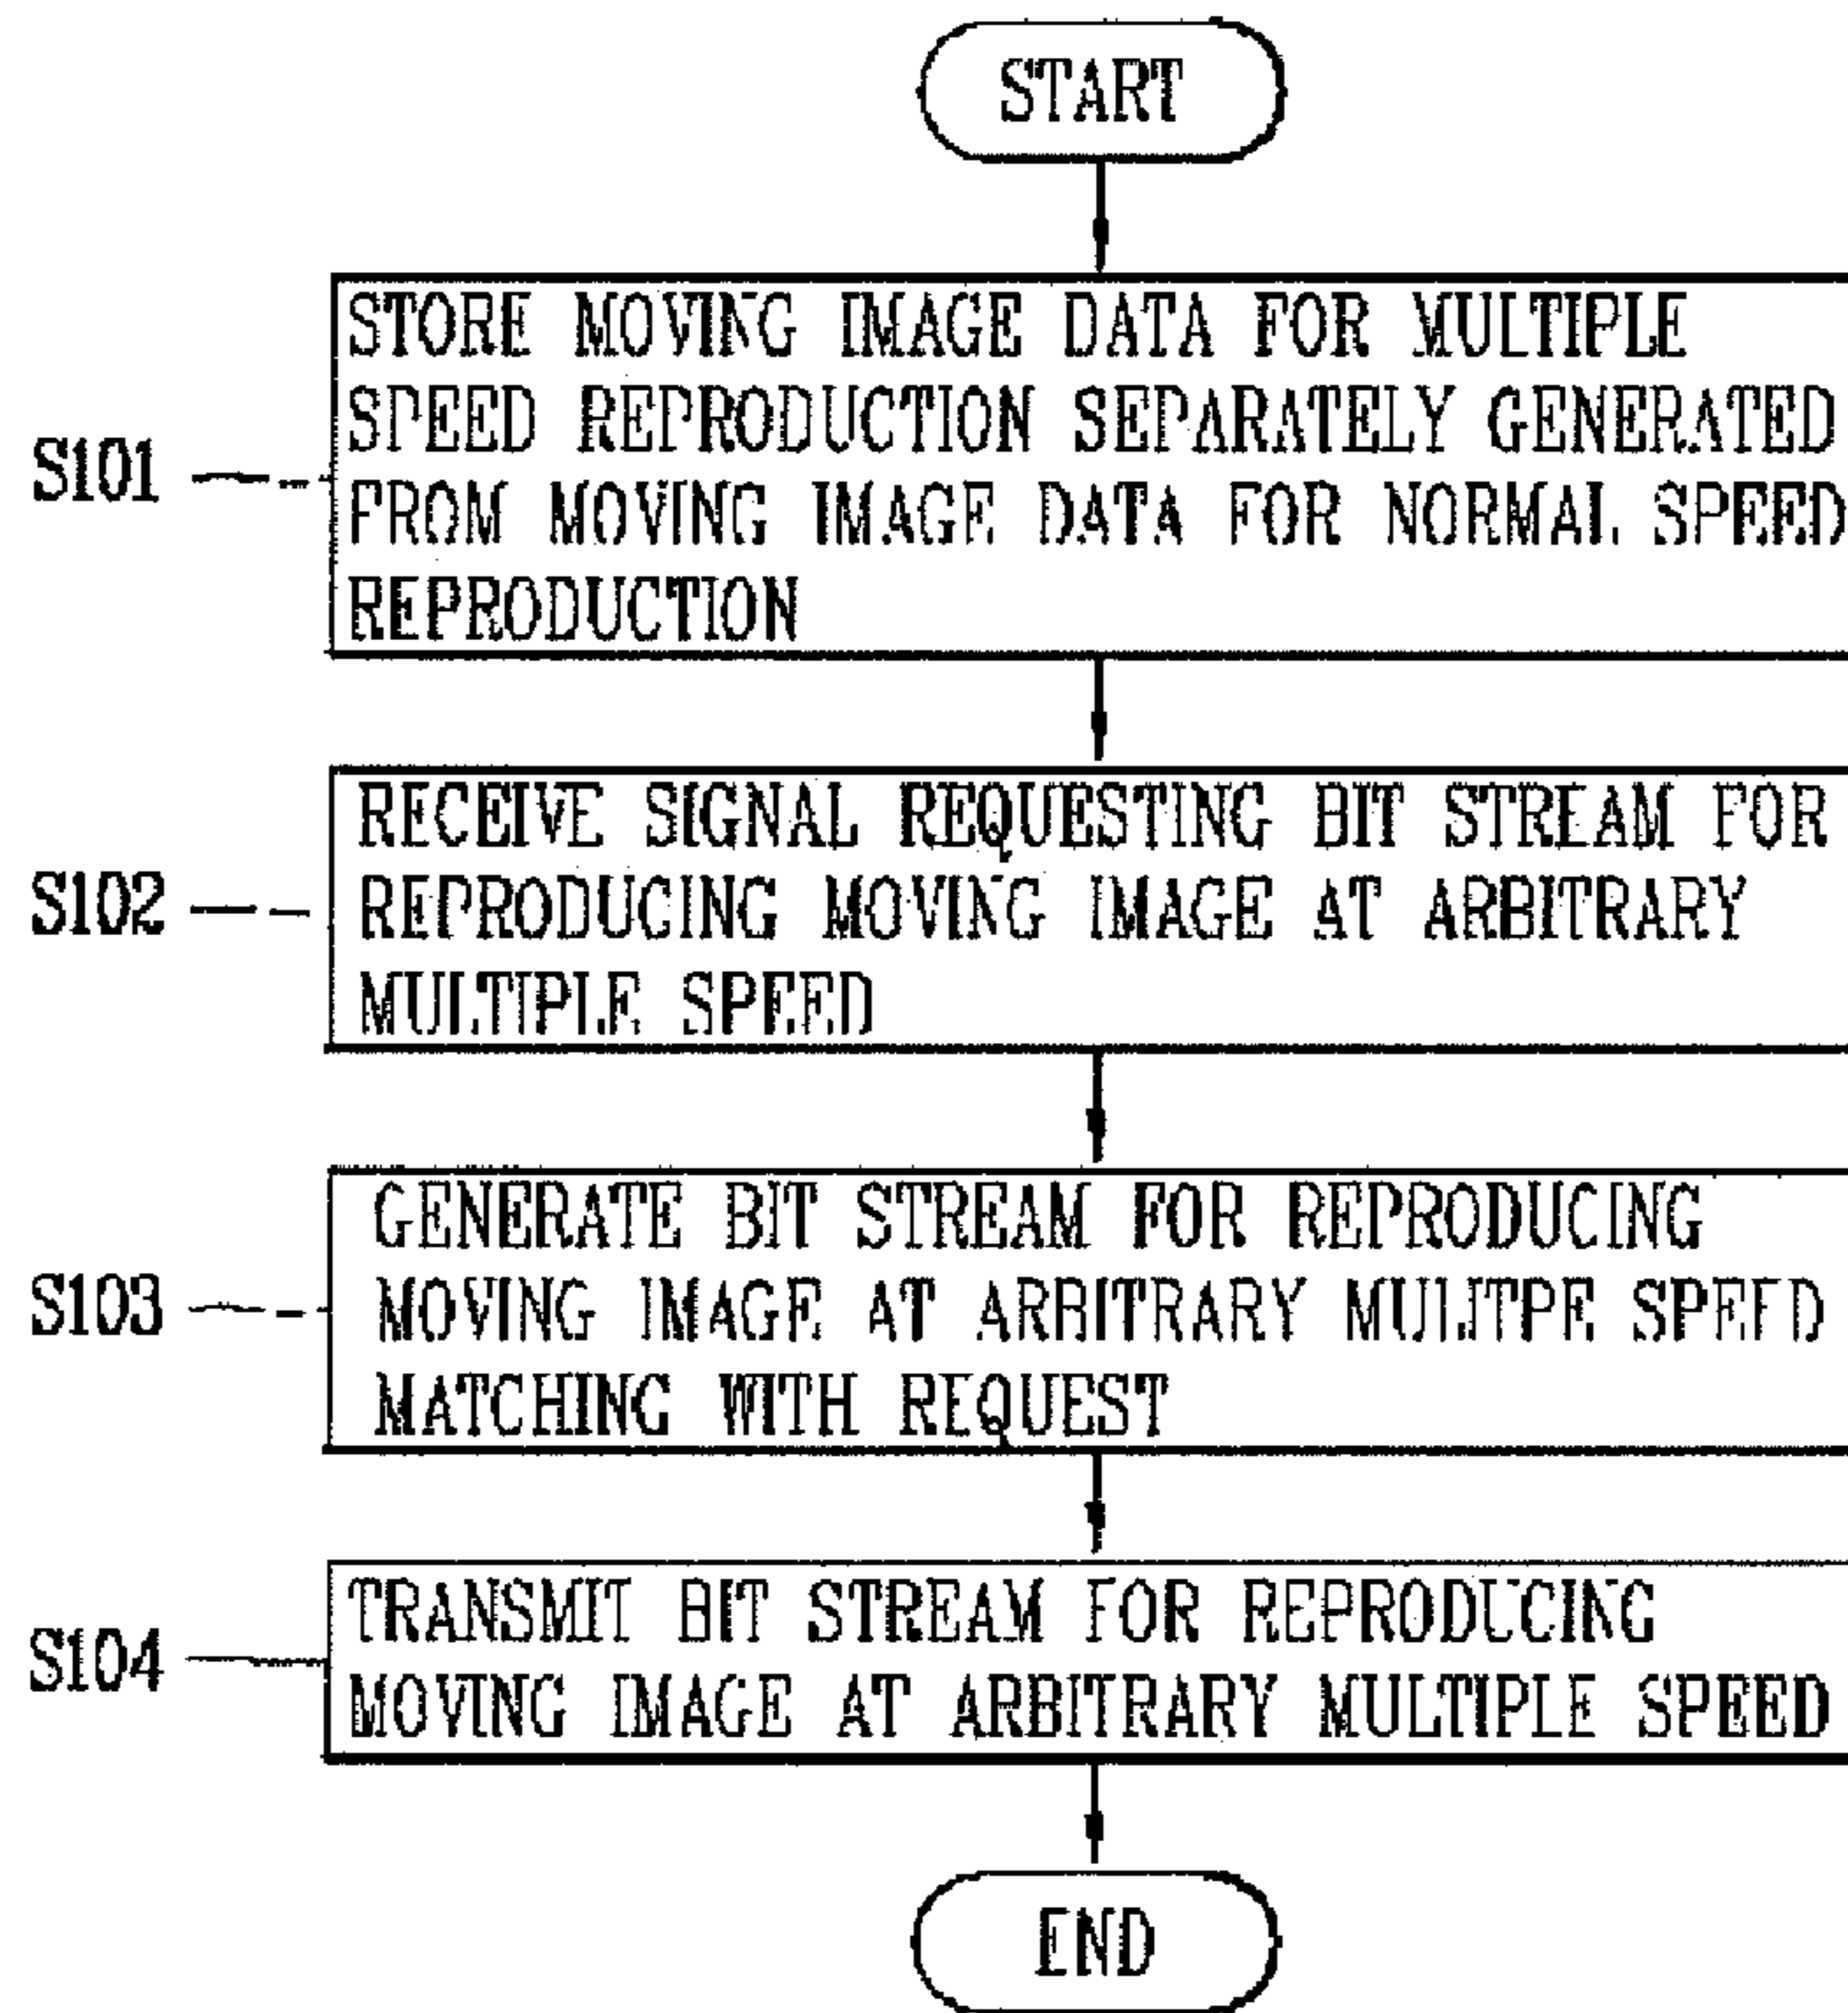 START
STORE MOVING IMAGE DATA FOR MULTIPLE
SPEED REPRODUCTION SEPARATELY GENERATED
FROM MOVING IMAGE DATA FOR NORMAL SPEED
REPRODUCTION
S101
RECEIVE SIGNAL REQUESTING BIT STREAM FOR
REPRODUCING MOVING IMAGE AT ARBITRARY
MULTIPLE SPEED
S102
GENERATE BIT STREAM FOR REPRODUCING
MOVING IMAGE AT ARBITRARY MULITPE SPEED
MATCHING WITH REQUEST
S103
TRANSMIT BIT STREAM FOR REPRODUCING
MOVING IMAGE AT ARBITRARY MULTIPLE SPEED
S104
END